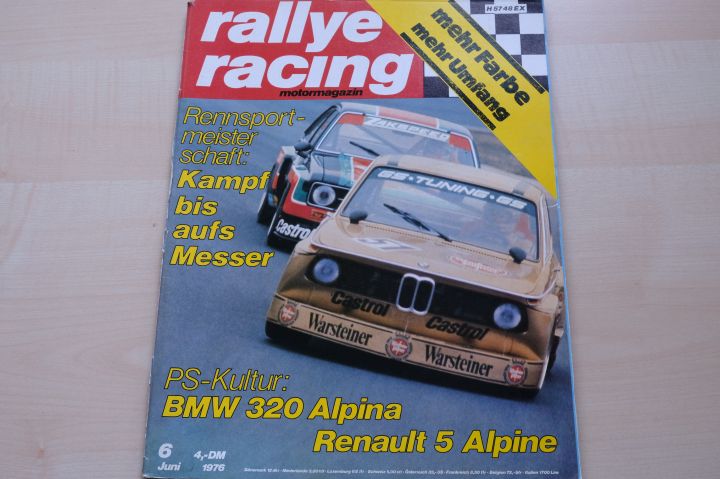 rallye
racing
motormagazin
H 5748 EX
mehr Farbe
mehr Umfang
Rennsport-
meister
schaft:
Kampf
bis
aufs
Messer
ZAKSPEED
GS·TUNING·GS
Castrol
Castrol
Castrol
Warsteiner
Warsteiner
PS-Kultur:
BMW 320 Alpina
Renault 5 Alpine
6
Juni
4,-DM
1976